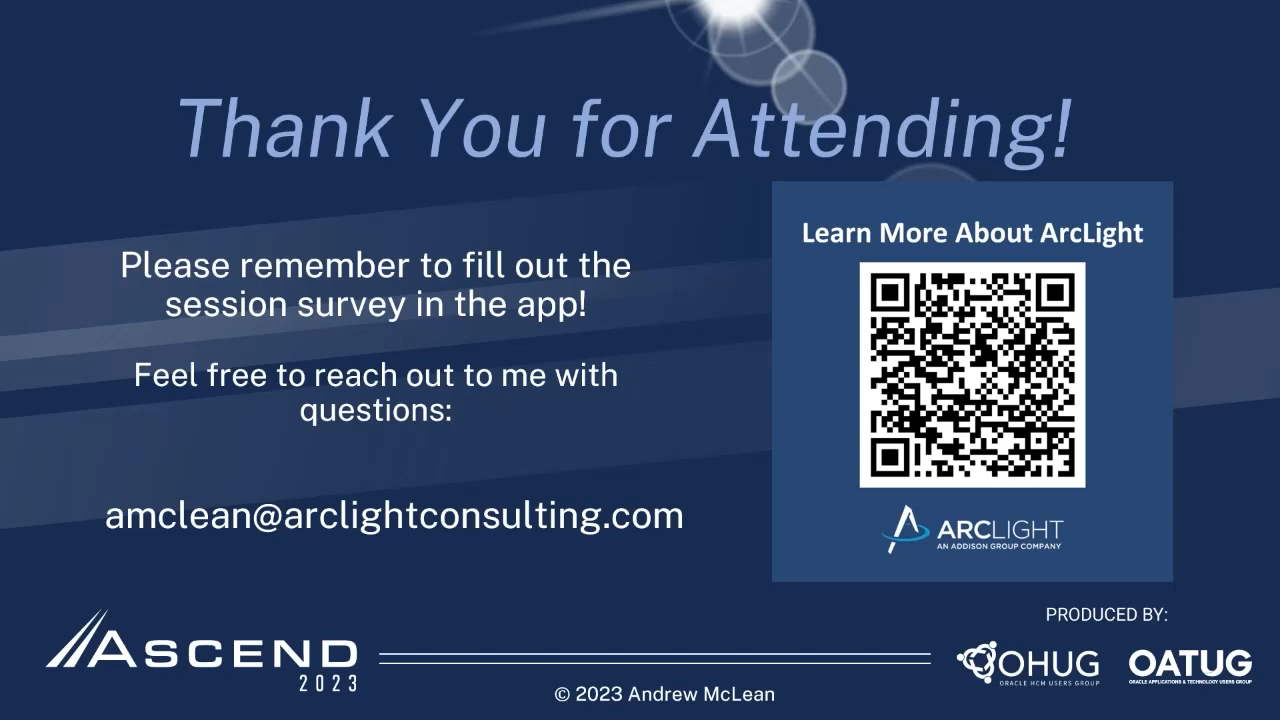 Thank You for Attending!
Please remember to fill out the
session survey in the app!
Feel free to reach out to me with
questions:
amclean@arclightconsulting.com
Learn More About ArcLight
ARCLIGHT
AN ADDISON GROUP COMPANY
PRODUCED BY:
ASCEND
2023
OHUG
ORACLE HCM USERS GROUP
OATUG
ORACLE APPLICATIONS & TECHNOLOGY USERS GROUP
© 2023 Andrew McLean